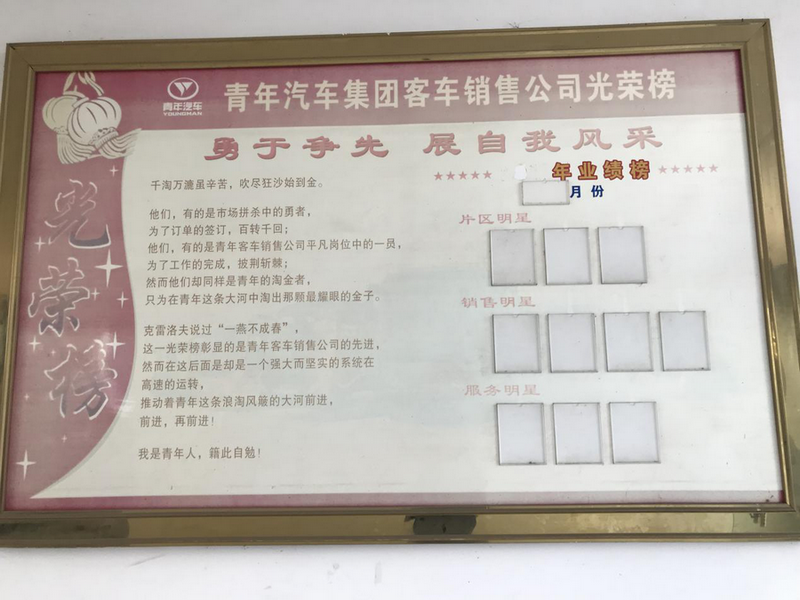 青年汽车
YOUNGMAN
青年汽车集团客车销售公司光荣榜
勇于争先 展自我风采
光荣榜
千淘万漉虽辛苦，吹尽狂沙始到金。
他们，有的是市场拼杀中的勇者，
为了订单的签订，百转千回；
他们，有的是青年客车销售公司平凡岗位中的一员，
为了工作的完成，披荆斩棘；
然而他们却同样是青年的淘金者，
只为在青年这条大河中淘出那颗最耀眼的金子。
克雷洛夫说过“一燕不成春”，
这一光荣榜彰显的是青年客车销售公司的先进，
然而在这后面是却是一个强大而坚实的系统在
高速的运转，
推动着青年这条浪淘风簸的大河前进，
前进，再前进！
我是青年人，籍此自勉！
★★★★★ 年业绩榜 ★★★★★
月份
片区明星
销售明星
服务明星